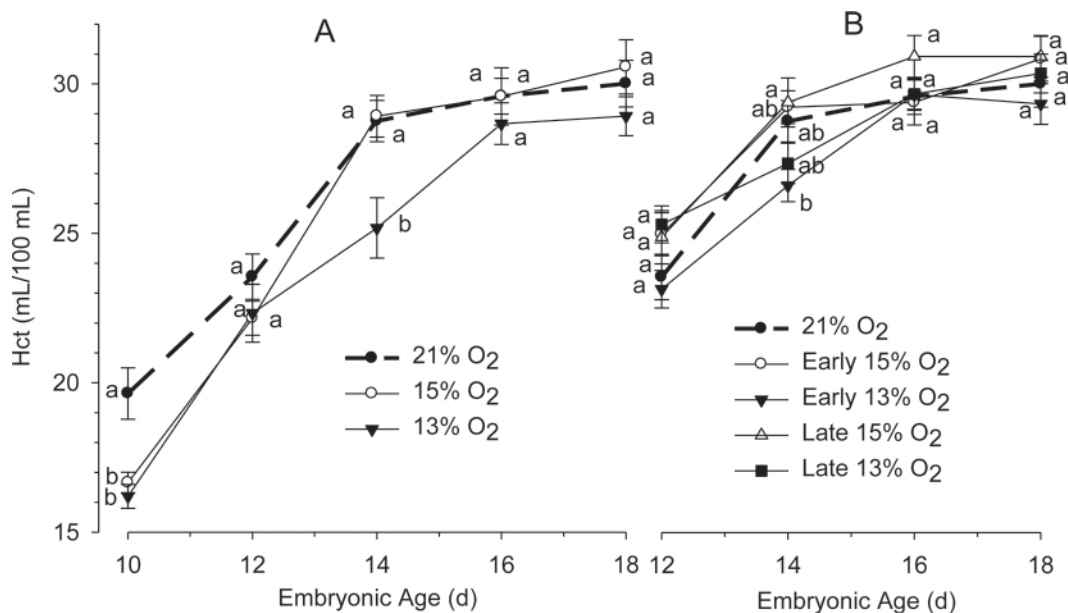 A
B
Hct (mL/100 mL)
30
25
20
15
a
b
b
a
a
a
a
a
b
a
a
a
a
a
a
21% O2
15% O2
13% O2
10
12
14
16
18
Embryonic Age (d)
a
a
a
a
a
a
ab
ab
ab
b
a
a
a
a
a
a
a
a
a
a
21% O2
Early 15% O2
Early 13% O2
Late 15% O2
Late 13% O2
12
14
16
18
Embryonic Age (d)